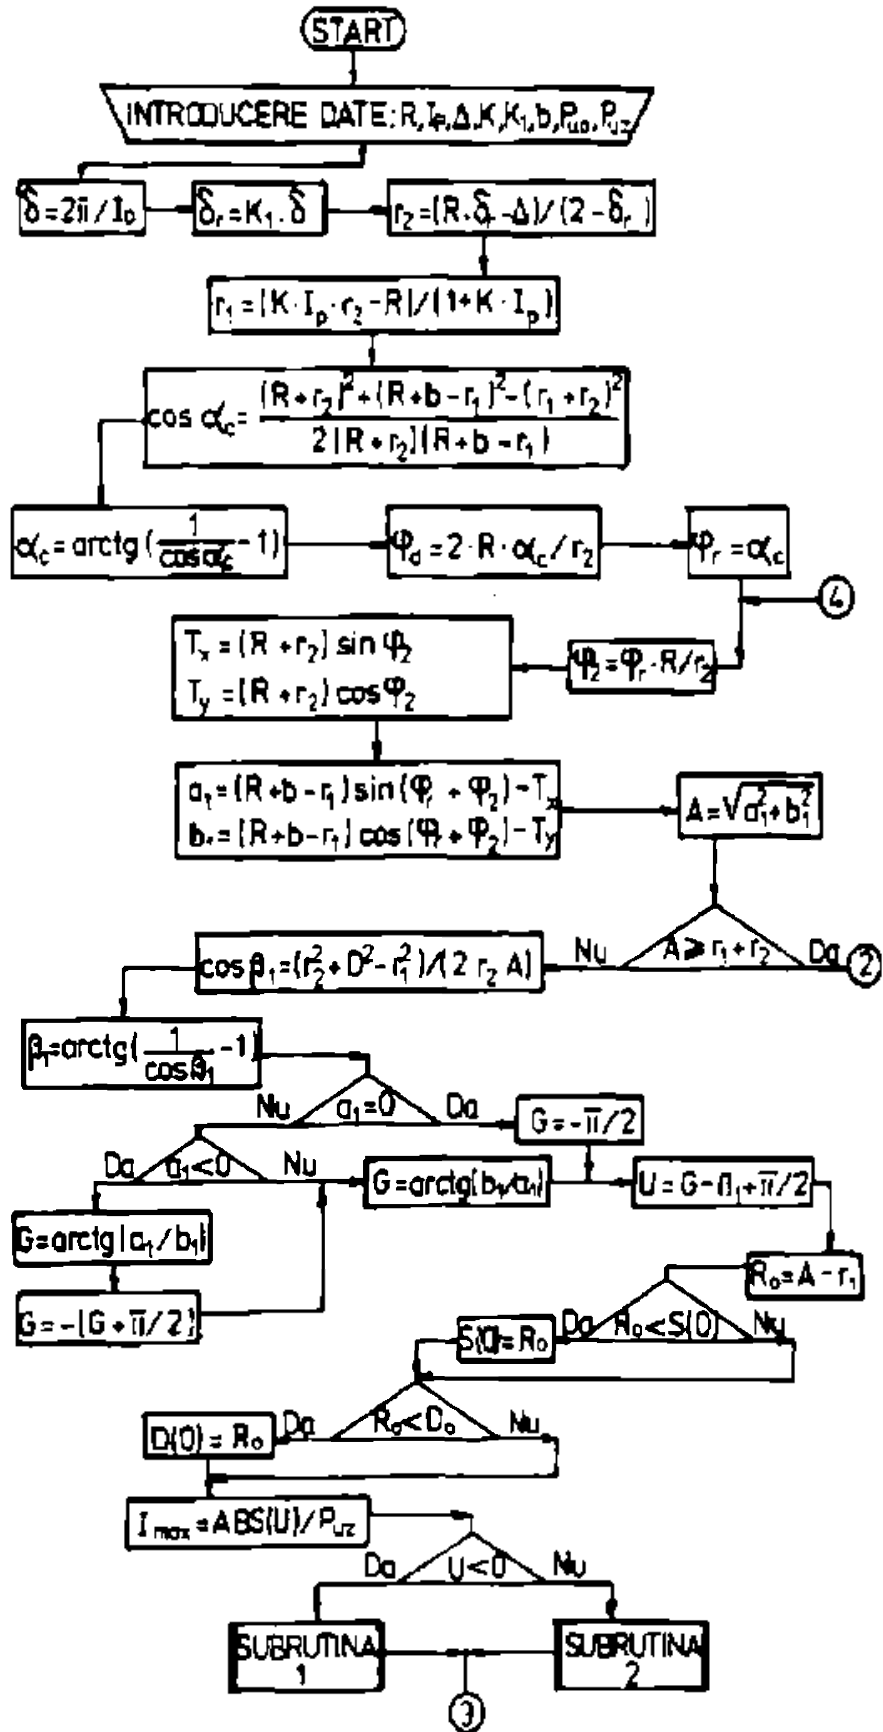 START
INTRODUCERE DATE: R, Ip, Δ, K, K₁, b, Puo, Puz
δ=2π/Ip
δr=K₁·δ
r₂=(R·δr-Δ)/(2-δr)
r₁=(K·Ip·r₂-R)/(1+K·Ip)
cos αc= (R+r₂)²+(R+b-r₁)²-(r₁+r₂)² / 2(R+r₂)(R+b-r₁)
αc=arctg(1/cosαc -1)
φd=2·R·αc/r₂
φr=αc
4
φ₂=φr·R/r₂
Tx=(R+r₂) sin φ₂
Ty=(R+r₂) cos φ₂
a₁=(R+b-r₁) sin(φr+φ₂)-Tx
b₁=(R+b-r₁) cos(φr+φ₂)-Ty
A=√a₁²+b₁²
A⩾r₁+r₂
Nu
Da
2
cosβ₁=(r₂²+D²-r₁²)/(2 r₂ A)
β₁=arctg(1/cosβ₁ -1)
a₁=0
Nu
Da
G=-π/2
a₁<0
Da
Nu
G=arctg(b₁/a₁)
U=G-β₁+π/2
G=arctg(a₁/b₁)
G=-(G+π/2)
R₀=A-r₁
R₀<S(0)
Da
Nu
S(0)=R₀
R₀<D₀
Da
Nu
D(0)=R₀
Imax=ABS(U)/Puz
U<0
Da
Nu
SUBRUTINA
1
SUBRUTINA
2
3